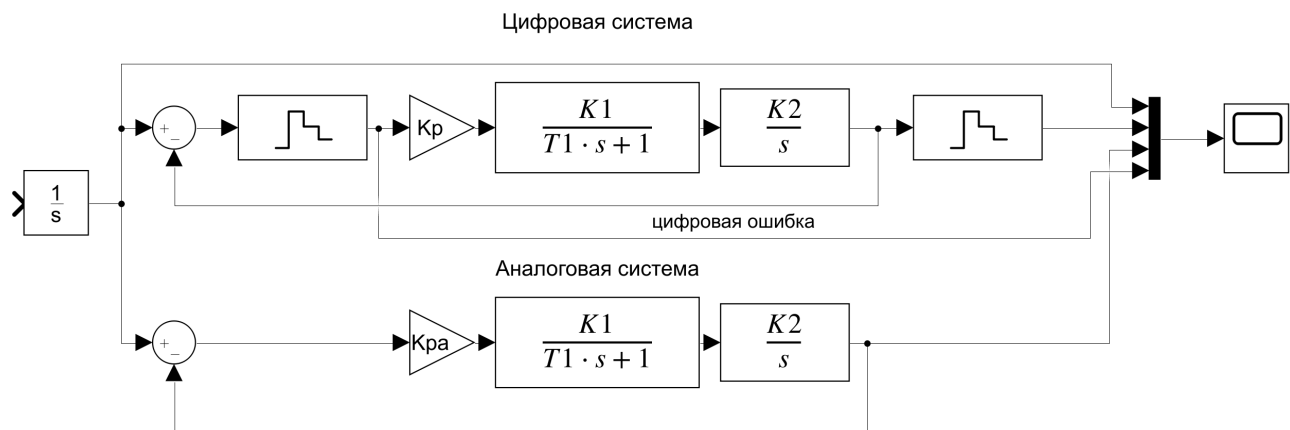 Цифровая система
Kp
K1
T1 · s + 1
K2
s
1
s
цифровая ошибка
Аналоговая система
Kpa
K1
T1 · s + 1
K2
s